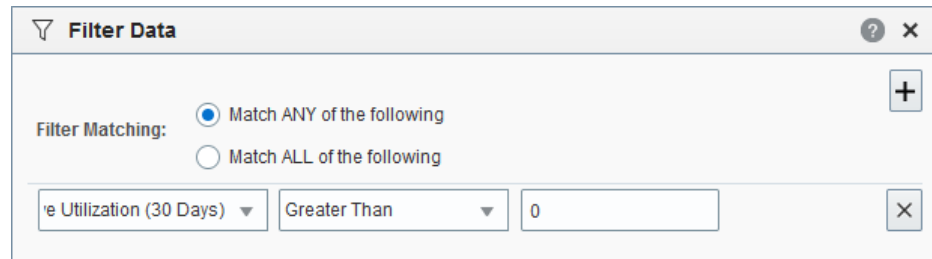 Filter Data
Filter Matching:
Match ANY of the following
Match ALL of the following
e Utilization (30 Days) Greater Than 0